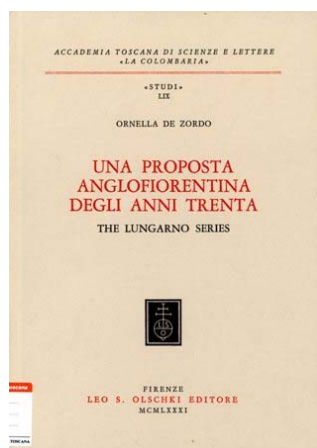 ACCADEMIA TOSCANA DI SCIENZE E LETTERE
«LA COLOMBARIA»
«STUDI»
LIX
ORNELLA DE ZORDO
UNA PROPOSTA
ANGLOFIORENTINA
DEGLI ANNI TRENTA
THE LUNGARNO SERIES
FIRENZE
LEO S. OLSCHKI EDITORE
MCMLXXXI
TOSCANA